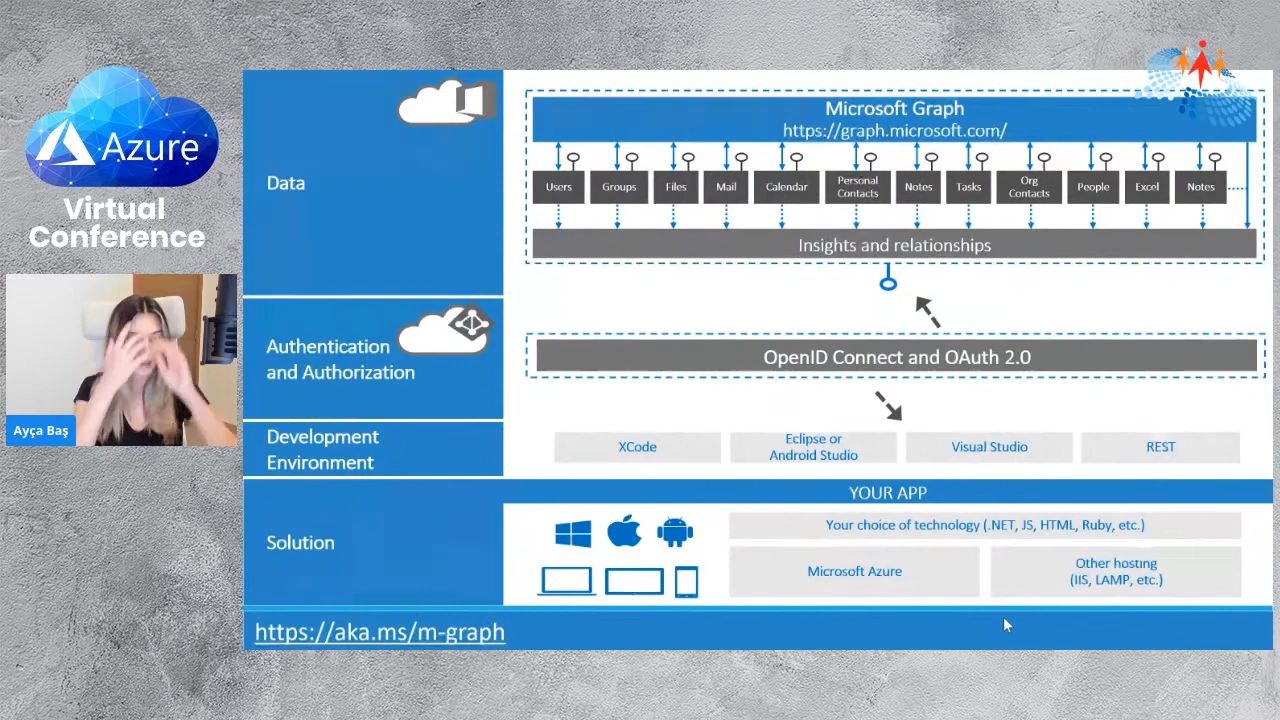 Azure
Virtual
Conference
Ayça Baş
Data
Microsoft Graph
https://graph.microsoft.com/
Users
Groups
Files
Mail
Calendar
Personal
Contacts
Notes
Tasks
Org
Contacts
People
Excel
Notes
Insights and relationships
Authentication
and Authorization
OpenID Connect and OAuth 2.0
Development
Environment
XCode
Eclipse or
Android Studio
Visual Studio
REST
YOUR APP
Solution
Your choice of technology (.NET, JS, HTML, Ruby, etc.)
Microsoft Azure
Other hosting
(IIS, LAMP, etc.)
https://aka.ms/m-graph